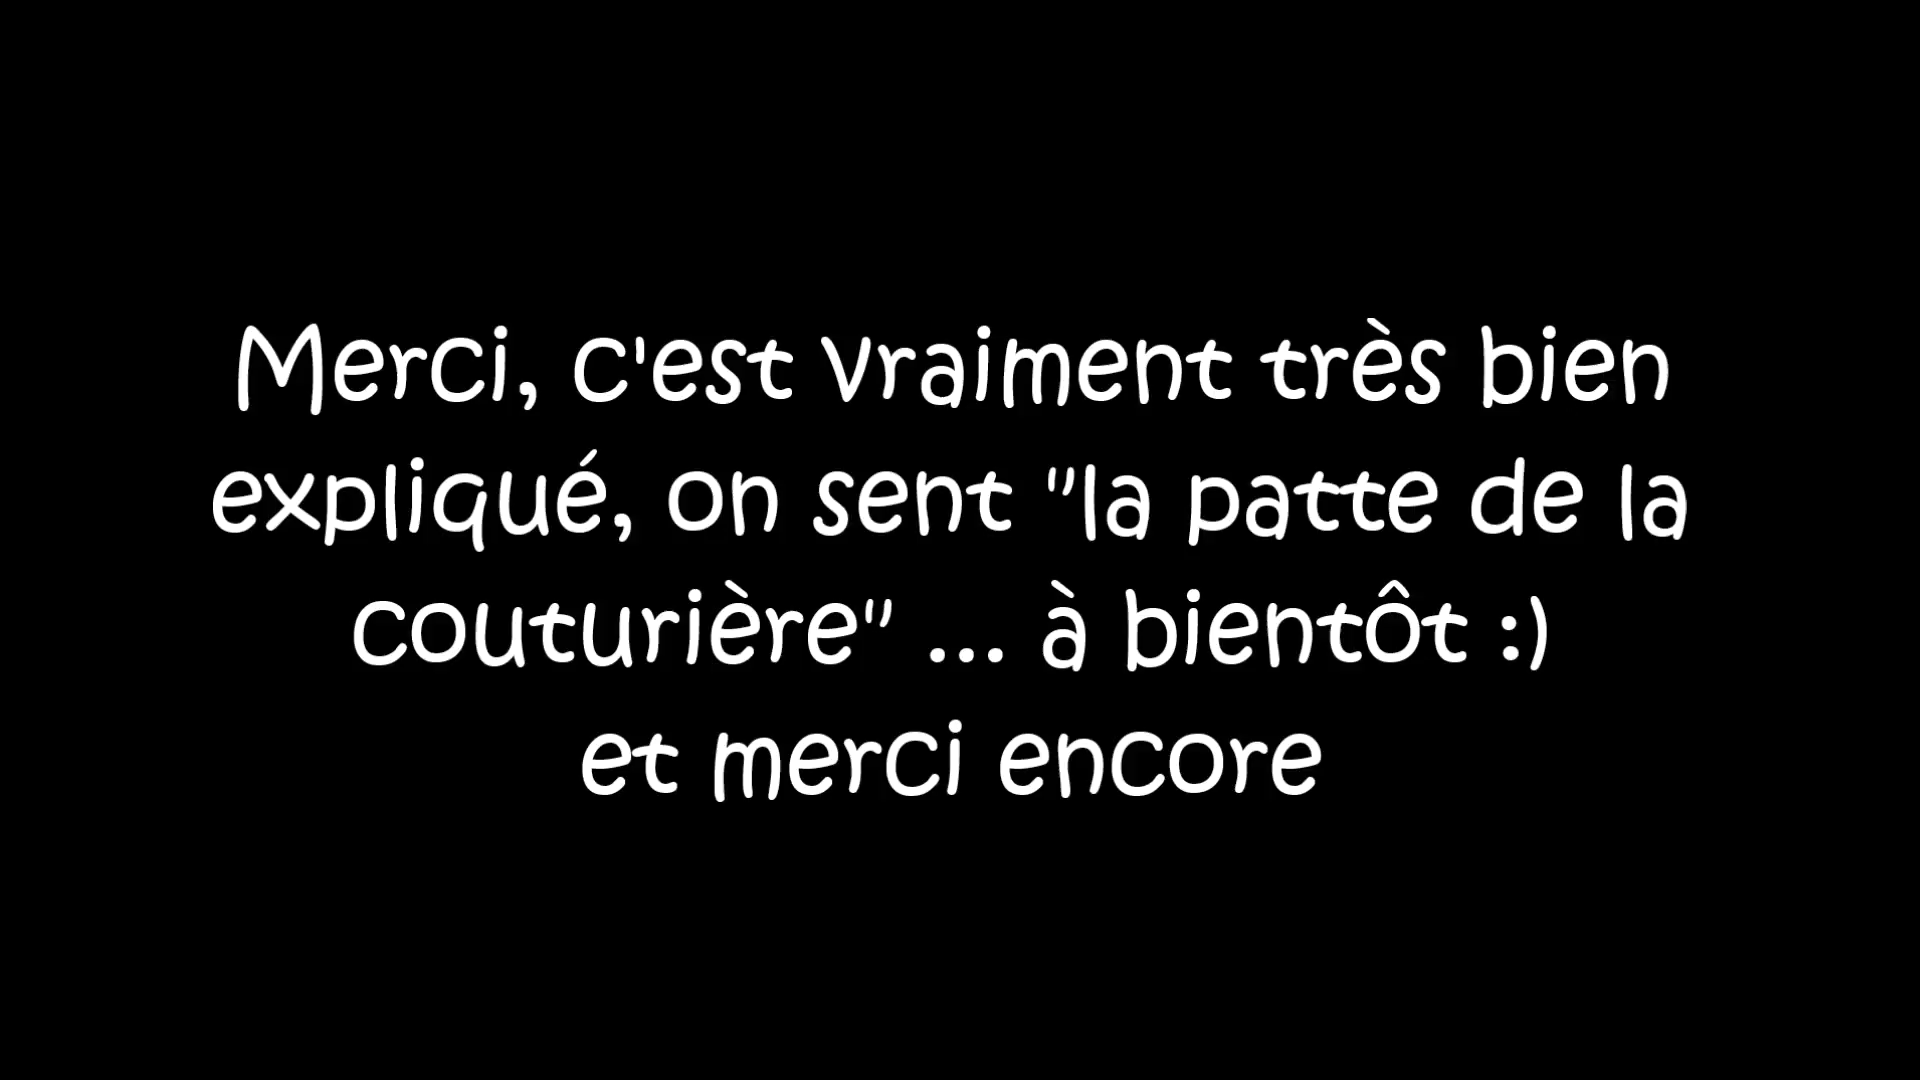 Merci, c'est vraiment très bien
expliqué, on sent "la patte de la
couturière" ... à bientôt :)
et merci encore